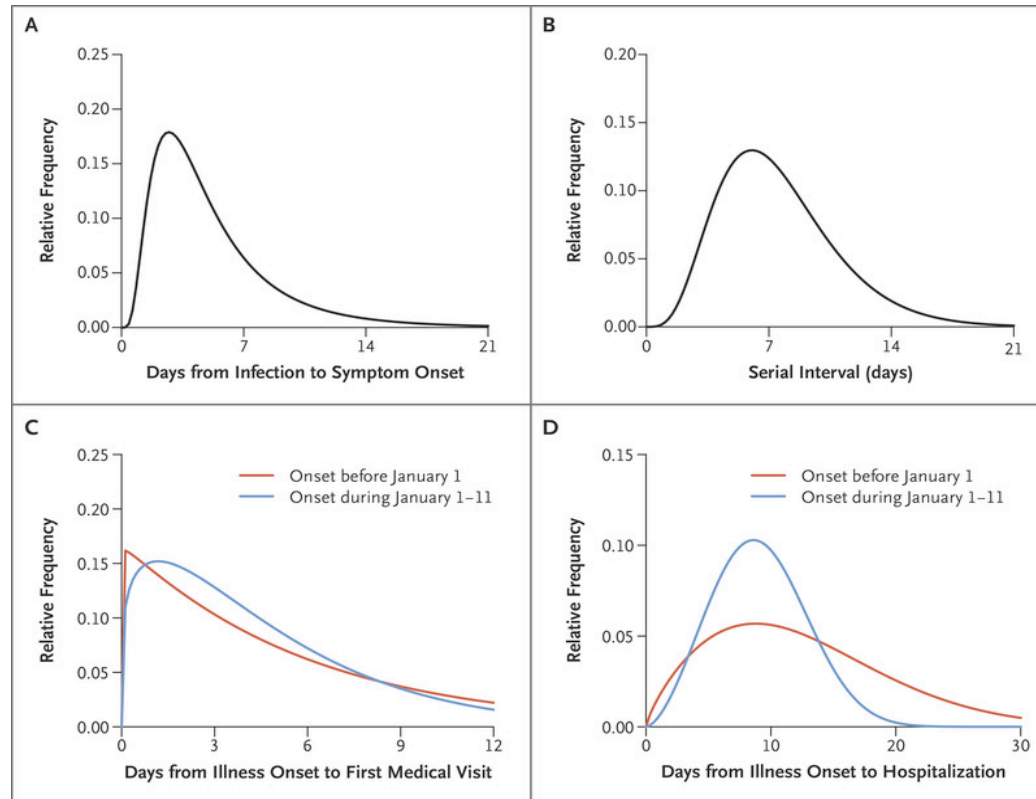 A
0.25
0.20
0.15
0.10
0.05
0.00
Relative Frequency
0 7 14 21
Days from Infection to Symptom Onset
B
0.20
0.15
0.10
0.05
0.00
Relative Frequency
0 7 14 21
Serial Interval (days)
C
0.25
0.20
0.15
0.10
0.05
0.00
Relative Frequency
Onset before January 1
Onset during January 1–11
0 3 6 9 12
Days from Illness Onset to First Medical Visit
D
0.15
0.10
0.05
0.00
Relative Frequency
Onset before January 1
Onset during January 1–11
0 10 20 30
Days from Illness Onset to Hospitalization